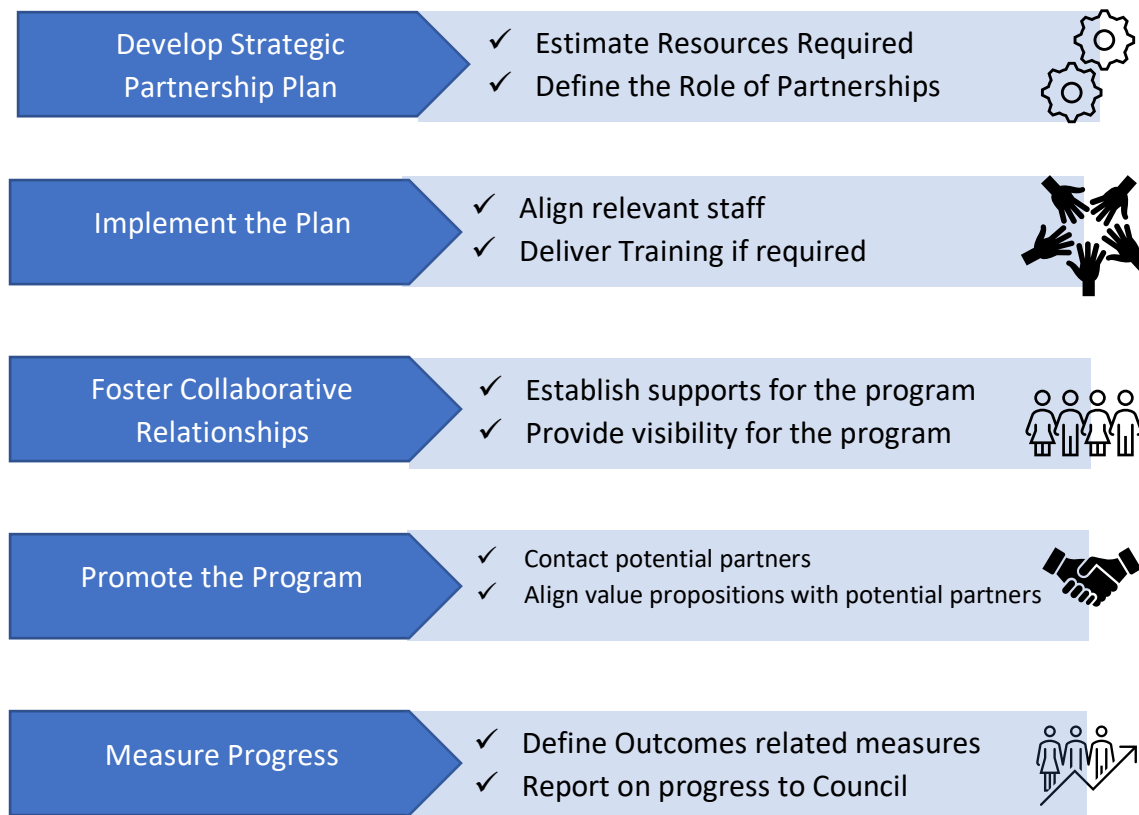 Develop Strategic
Partnership Plan
✓ Estimate Resources Required
✓ Define the Role of Partnerships
Implement the Plan
✓ Align relevant staff
✓ Deliver Training if required
Foster Collaborative
Relationships
✓ Establish supports for the program
✓ Provide visibility for the program
Promote the Program
✓ Contact potential partners
✓ Align value propositions with potential partners
Measure Progress
✓ Define Outcomes related measures
✓ Report on progress to Council